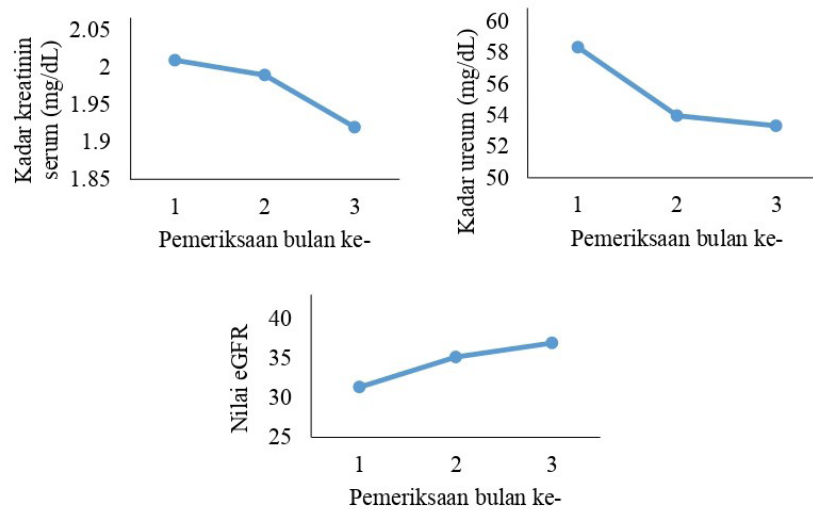 Kadar kreatinin
serum (mg/dL)
2.05
2
1.95
1.9
1.85
1 2 3
Pemeriksaan bulan ke-
Kadar ureum (mg/dL)
60
58
56
54
52
50
1 2 3
Pemeriksaan bulan ke-
Nilai eGFR
40
35
30
25
1 2 3
Pemeriksaan bulan ke-